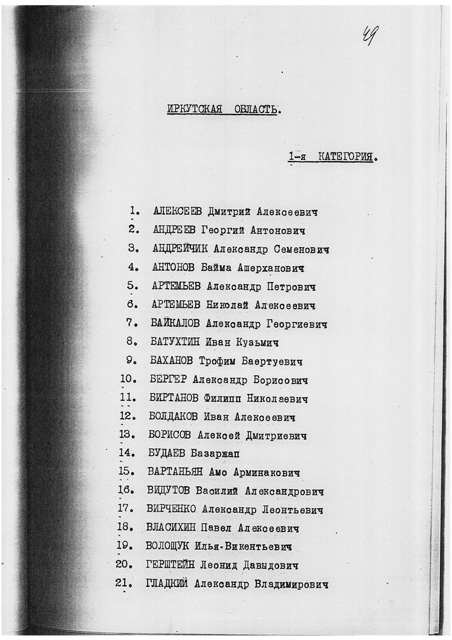 49
ИРКУТСКАЯ ОБЛАСТЬ.
1-я КАТЕГОРИЯ.
1. АЛЕКСЕЕВ Дмитрий Алексеевич
2. АНДРЕЕВ Георгий Антонович
3. АНДРЕЙЧИК Александр Семенович
4. АНТОНОВ Вайма Ашерханович
5. АРТЕМЬЕВ Александр Петрович
6. АРТЕМЬЕВ Николай Алексеевич
7. БАЙКАЛОВ Александр Георгиевич
8. БАТУХТИН Иван Кузьмич
9. БАХАНОВ Трофим Баертуевич
10. БЕРГЕР Александр Борисович
11. БИРТАНОВ Филипп Николаевич
12. БОЛДАКОВ Иван Алексеевич
13. БОРИСОВ Алексей Дмитриевич
14. БУДАЕВ Базаржап
15. ВАРТАНЬЯН Амо Арминакович
16. ВИДУТОВ Василий Александрович
17. ВИРЧЕНКО Александр Леонтьевич
18. ВЛАСИХИН Павел Алексеевич
19. ВОЛОЩУК Илья-Викентьевич
20. ГЕРШТЕЙН Леонид Давыдович
21. ГЛАДКИЙ Александр Владимирович